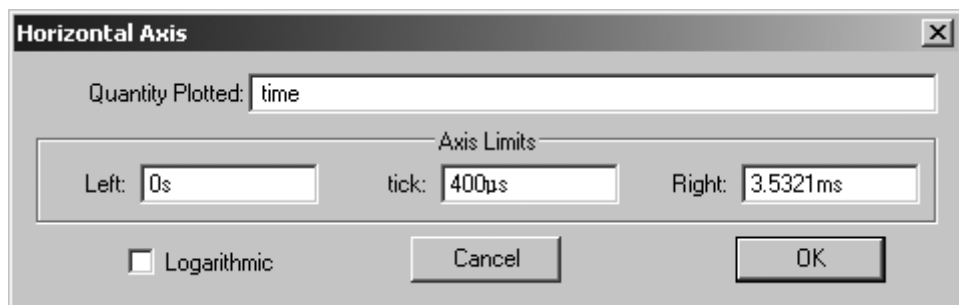 Horizontal Axis
Quantity Plotted: time
Axis Limits
Left: 0s tick: 400µs Right: 3.5321ms
Logarithmic Cancel OK